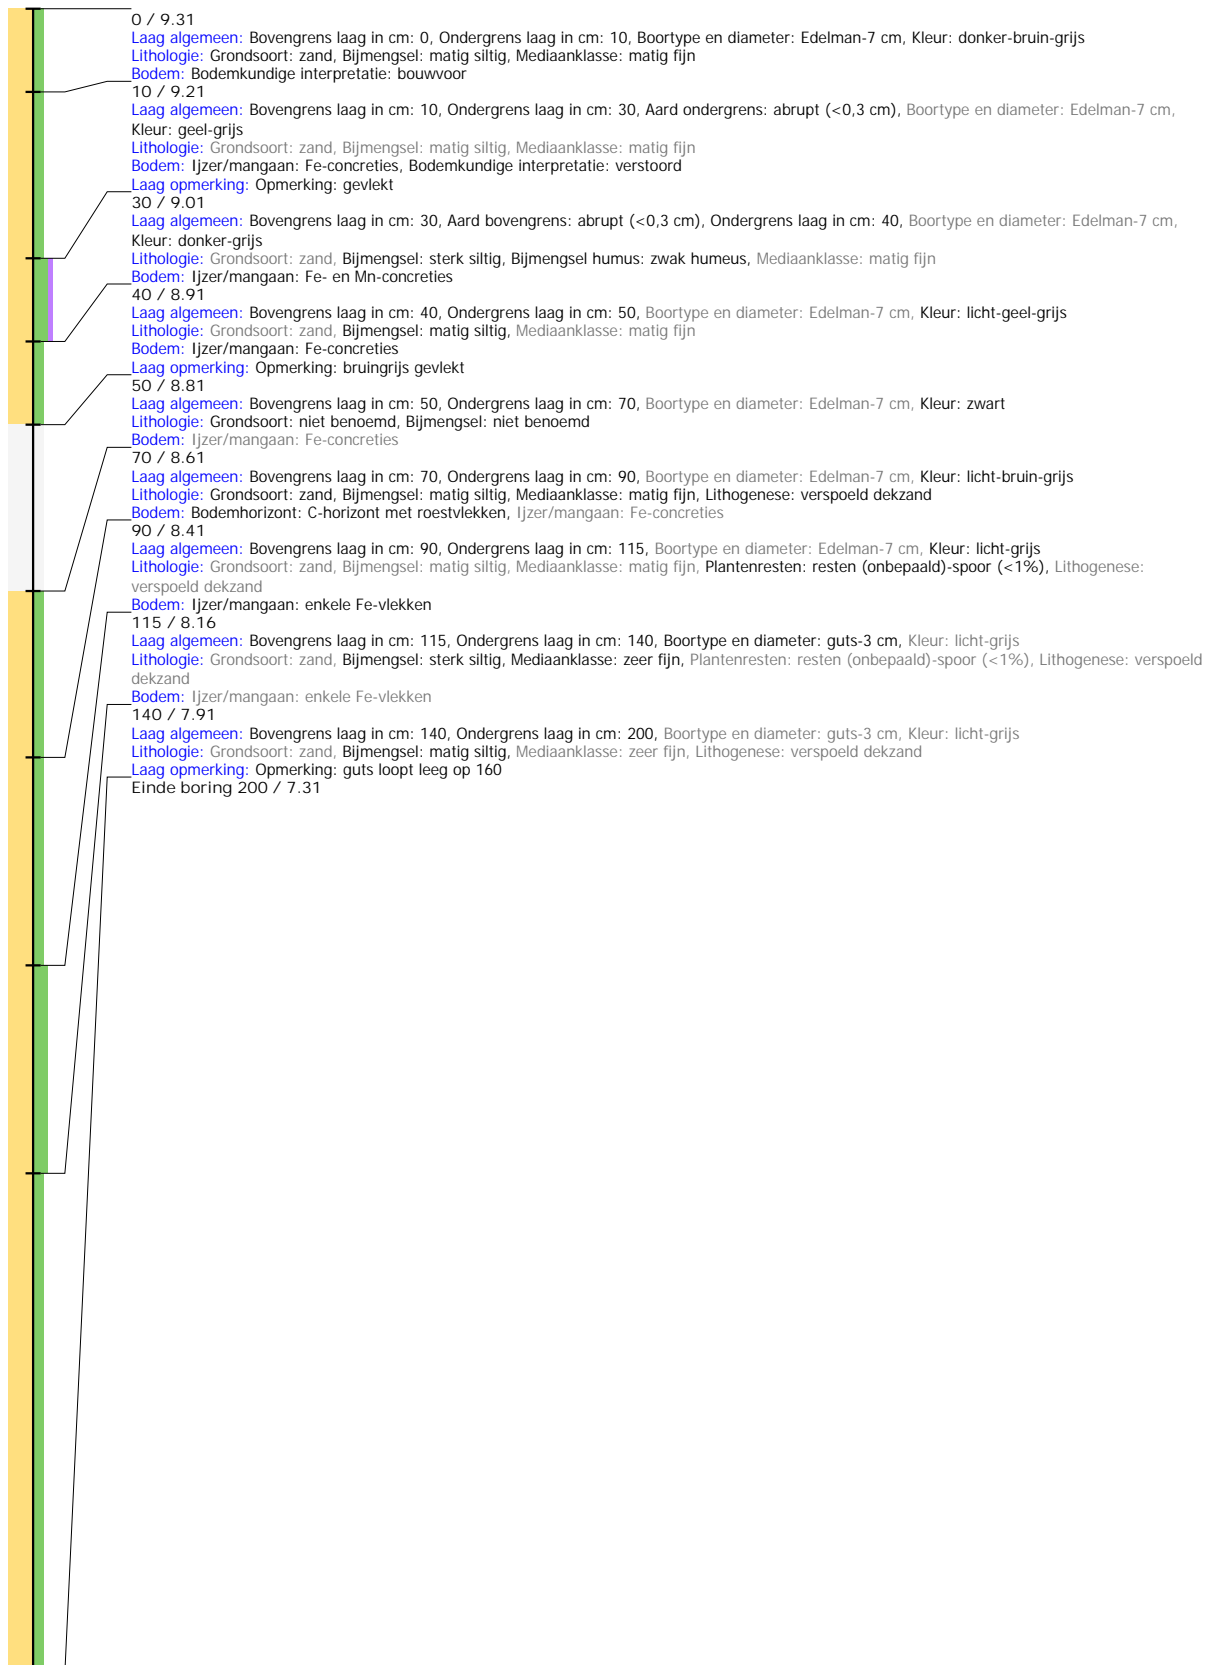 0 / 9.31
Laag algemeen: Bovengrens laag in cm: 0, Ondergrens laag in cm: 10, Boortype en diameter: Edelman-7 cm, Kleur: donker-bruin-grijs
Lithologie: Grondsoort: zand, Bijmengsel: matig siltig, Mediaanklasse: matig fijn
Bodem: Bodemkundige interpretatie: bouwvoor
10 / 9.21
Laag algemeen: Bovengrens laag in cm: 10, Ondergrens laag in cm: 30, Aard ondergrens: abrupt (<0,3 cm), Boortype en diameter: Edelman-7 cm,
Kleur: geel-grijs
Lithologie: Grondsoort: zand, Bijmengsel: matig siltig, Mediaanklasse: matig fijn
Bodem: Ijzer/mangaan: Fe-concreties, Bodemkundige interpretatie: verstoord
Laag opmerking: Opmerking: gevlekt
30 / 9.01
Laag algemeen: Bovengrens laag in cm: 30, Aard bovengrens: abrupt (<0,3 cm), Ondergrens laag in cm: 40, Boortype en diameter: Edelman-7 cm,
Kleur: donker-grijs
Lithologie: Grondsoort: zand, Bijmengsel: sterk siltig, Bijmengsel humus: zwak humeus, Mediaanklasse: matig fijn
Bodem: Ijzer/mangaan: Fe- en Mn-concreties
40 / 8.91
Laag algemeen: Bovengrens laag in cm: 40, Ondergrens laag in cm: 50, Boortype en diameter: Edelman-7 cm, Kleur: licht-geel-grijs
Lithologie: Grondsoort: zand, Bijmengsel: matig siltig, Mediaanklasse: matig fijn
Bodem: Ijzer/mangaan: Fe-concreties
Laag opmerking: Opmerking: bruingrijs gevlekt
50 / 8.81
Laag algemeen: Bovengrens laag in cm: 50, Ondergrens laag in cm: 70, Boortype en diameter: Edelman-7 cm, Kleur: zwart
Lithologie: Grondsoort: niet benoemd, Bijmengsel: niet benoemd
Bodem: Ijzer/mangaan: Fe-concreties
70 / 8.61
Laag algemeen: Bovengrens laag in cm: 70, Ondergrens laag in cm: 90, Boortype en diameter: Edelman-7 cm, Kleur: licht-bruin-grijs
Lithologie: Grondsoort: zand, Bijmengsel: matig siltig, Mediaanklasse: matig fijn, Lithogenese: verspoeld dekzand
Bodem: Bodemhorizont: C-horizont met roestvlekken, Ijzer/mangaan: Fe-concreties
90 / 8.41
Laag algemeen: Bovengrens laag in cm: 90, Ondergrens laag in cm: 115, Boortype en diameter: Edelman-7 cm, Kleur: licht-grijs
Lithologie: Grondsoort: zand, Bijmengsel: matig siltig, Mediaanklasse: matig fijn, Plantenresten: resten (onbepaald)-spoor (<1%), Lithogenese:
verspoeld dekzand
Bodem: Ijzer/mangaan: enkele Fe-vlekken
115 / 8.16
Laag algemeen: Bovengrens laag in cm: 115, Ondergrens laag in cm: 140, Boortype en diameter: guts-3 cm, Kleur: licht-grijs
Lithologie: Grondsoort: zand, Bijmengsel: sterk siltig, Mediaanklasse: zeer fijn, Plantenresten: resten (onbepaald)-spoor (<1%), Lithogenese: verspoeld
dekzand
Bodem: Ijzer/mangaan: enkele Fe-vlekken
140 / 7.91
Laag algemeen: Bovengrens laag in cm: 140, Ondergrens laag in cm: 200, Boortype en diameter: guts-3 cm, Kleur: licht-grijs
Lithologie: Grondsoort: zand, Bijmengsel: matig siltig, Mediaanklasse: zeer fijn, Lithogenese: verspoeld dekzand
Laag opmerking: Opmerking: guts loopt leeg op 160
Einde boring 200 / 7.31